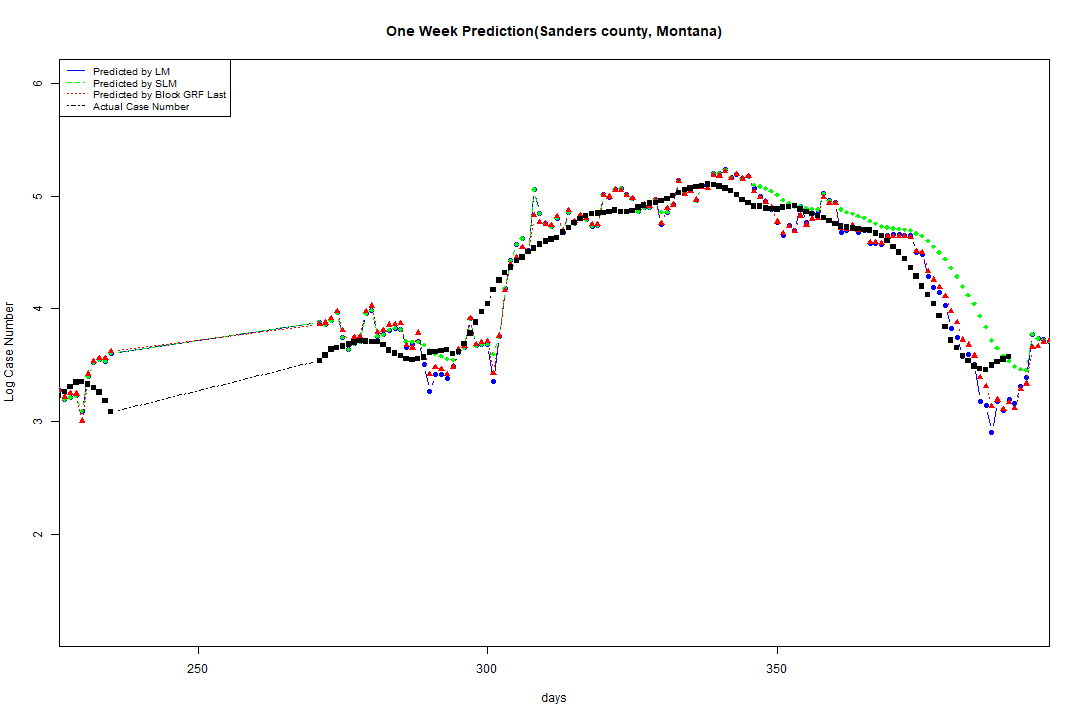 One Week Prediction(Sanders county, Montana)
Predicted by LM
Predicted by SLM
Predicted by Block GRF Last
Actual Case Number
6
5
4
3
2
Log Case Number
250
300
350
days